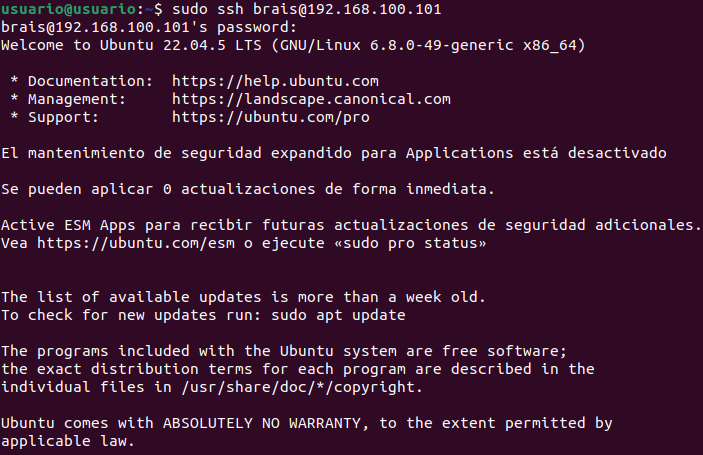 usuario@usuario:~$ sudo ssh brais@192.168.100.101
brais@192.168.100.101's password:
Welcome to Ubuntu 22.04.5 LTS (GNU/Linux 6.8.0-49-generic x86_64)
* Documentation:  https://help.ubuntu.com
* Management:     https://landscape.canonical.com
* Support:        https://ubuntu.com/pro
El mantenimiento de seguridad expandido para Applications está desactivado
Se pueden aplicar 0 actualizaciones de forma inmediata.
Active ESM Apps para recibir futuras actualizaciones de seguridad adicionales.
Vea https://ubuntu.com/esm o ejecute «sudo pro status»
The list of available updates is more than a week old.
To check for new updates run: sudo apt update
The programs included with the Ubuntu system are free software;
the exact distribution terms for each program are described in the
individual files in /usr/share/doc/*/copyright.
Ubuntu comes with ABSOLUTELY NO WARRANTY, to the extent permitted by
applicable law.